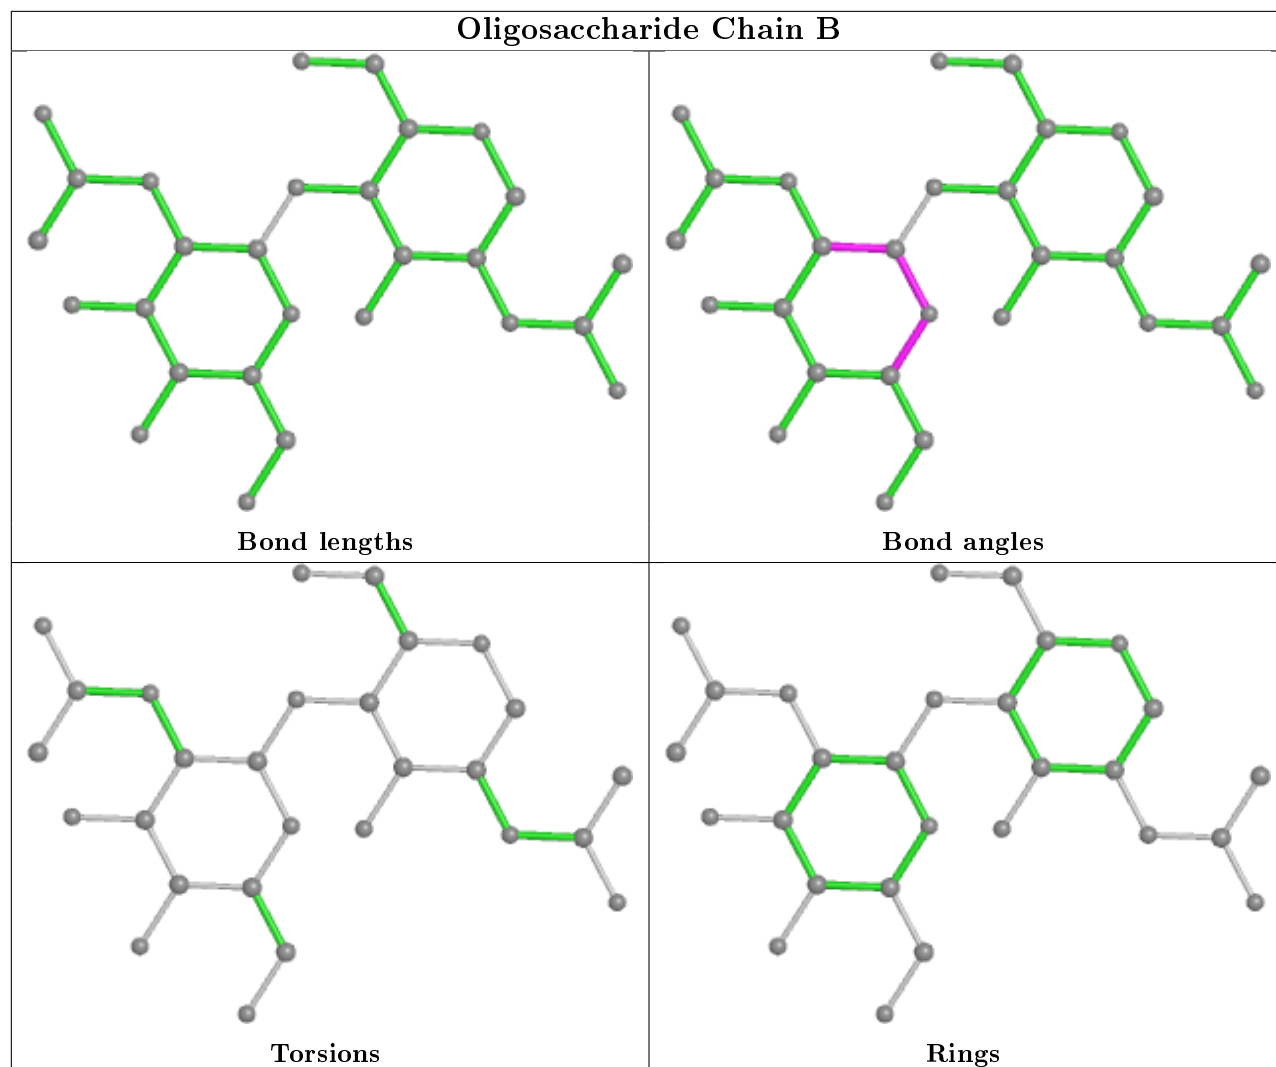 Oligosaccharide Chain B
Bond lengths
Bond angles
Torsions
Rings